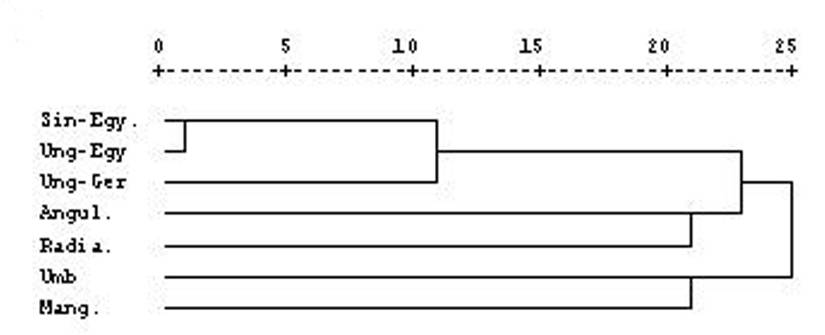 0 5 10 15 20 25
Sin-Egy.
Ung-Egy
Ung-Ger
Angul.
Radia.
Umb
Mang.